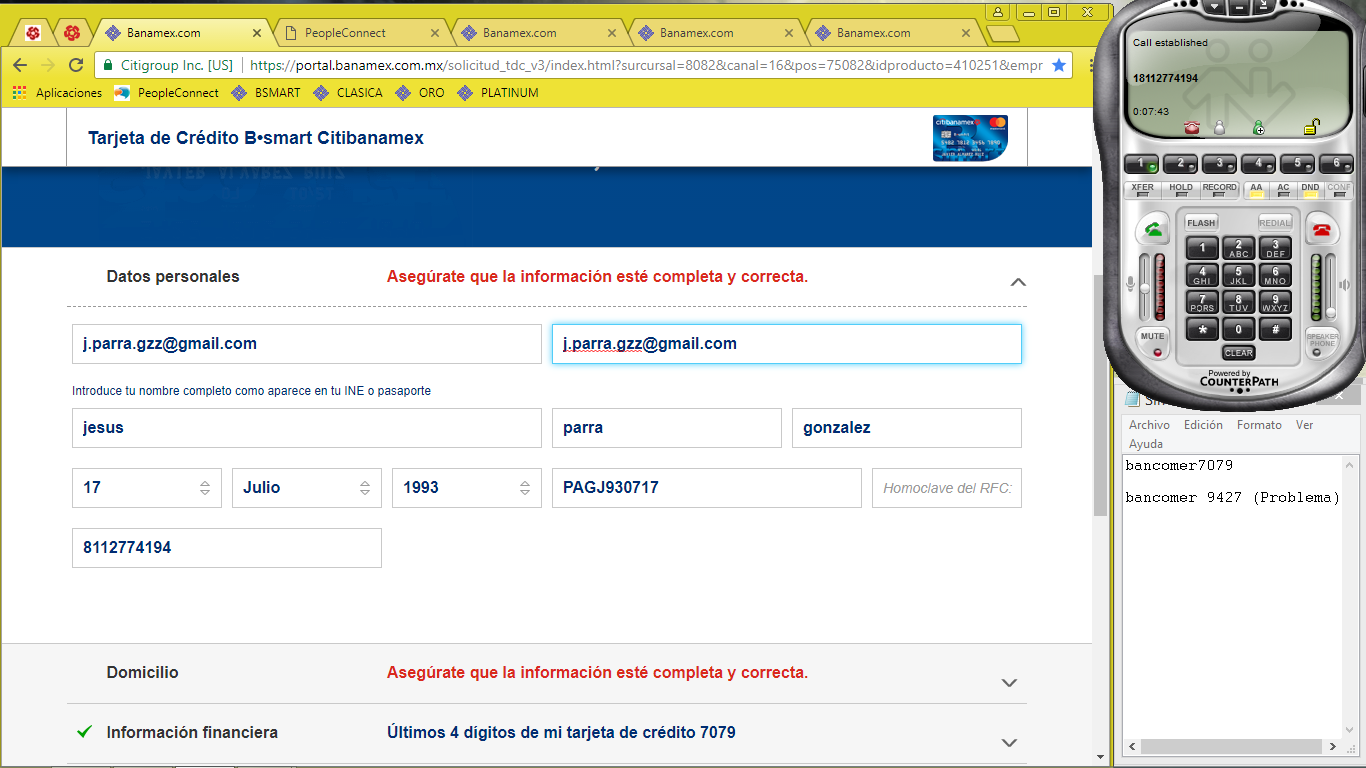 Banamex.com
PeopleConnect
Banamex.com
Banamex.com
Banamex.com
Citigroup Inc. [US]
https://portal.banamex.com.mx/solicitud_tdc_v3/index.html?surcursal=8082&canal=16&pos=75082&idproducto=410251&empr
Aplicaciones
PeopleConnect
BSMART
CLASICA
ORO
PLATINUM
Tarjeta de Crédito B•smart Citibanamex
citibanamex
Datos personales
Asegúrate que la información esté completa y correcta.
j.parra.gzz@gmail.com
j.parra.gzz@gmail.com
Introduce tu nombre completo como aparece en tu INE o pasaporte
jesus
parra
gonzalez
17
Julio
1993
PAGJ930717
Homoclave del RFC:
8112774194
Domicilio
Asegúrate que la información esté completa y correcta.
Información financiera
Últimos 4 dígitos de mi tarjeta de crédito 7079
Call established
18112774194
0:07:43
1 2 3 4 5 6
XFER HOLD RECORD AA AC DND CONF
FLASH
REDIAL
1
2 ABC
3 DEF
4 GHI
5 JKL
6 MNO
7 PQRS
8 TUV
9 WXYZ
* 0 #
MUTE
SPEAKER PHONE
CLEAR
Powered by
COUNTERPATH
Archivo Edición Formato Ver
Ayuda
bancomer7079
bancomer 9427 (Problema)